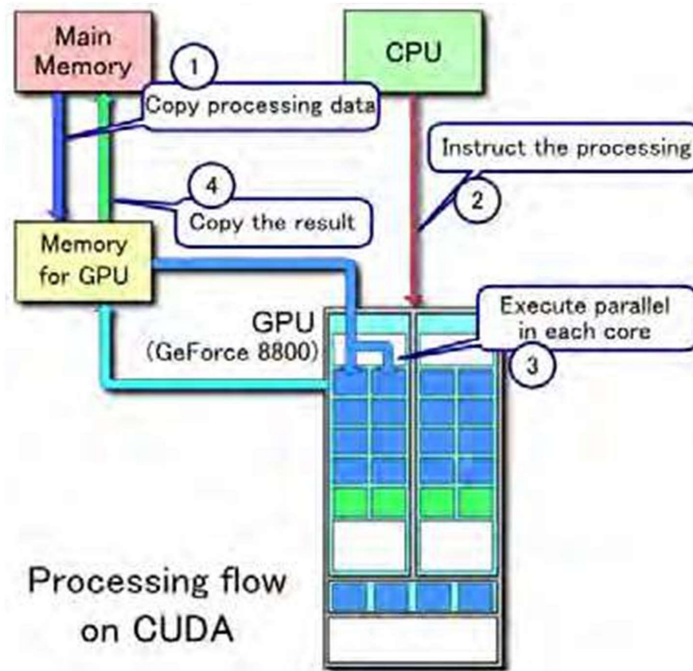 Main
Memory
CPU
1
Copy processing data
Instruct the processing
2
4
Copy the result
Memory
for GPU
GPU
(GeForce 8800)
Execute parallel
in each core
3
Processing flow
on CUDA